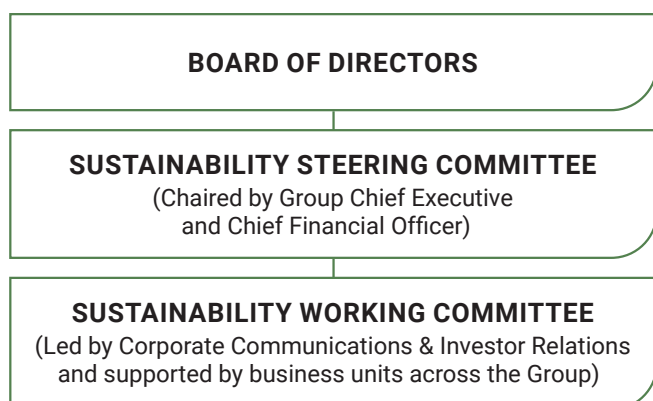 BOARD OF DIRECTORS
SUSTAINABILITY STEERING COMMITTEE
(Chaired by Group Chief Executive
and Chief Financial Officer)
SUSTAINABILITY WORKING COMMITTEE
(Led by Corporate Communications & Investor Relations
and supported by business units across the Group)